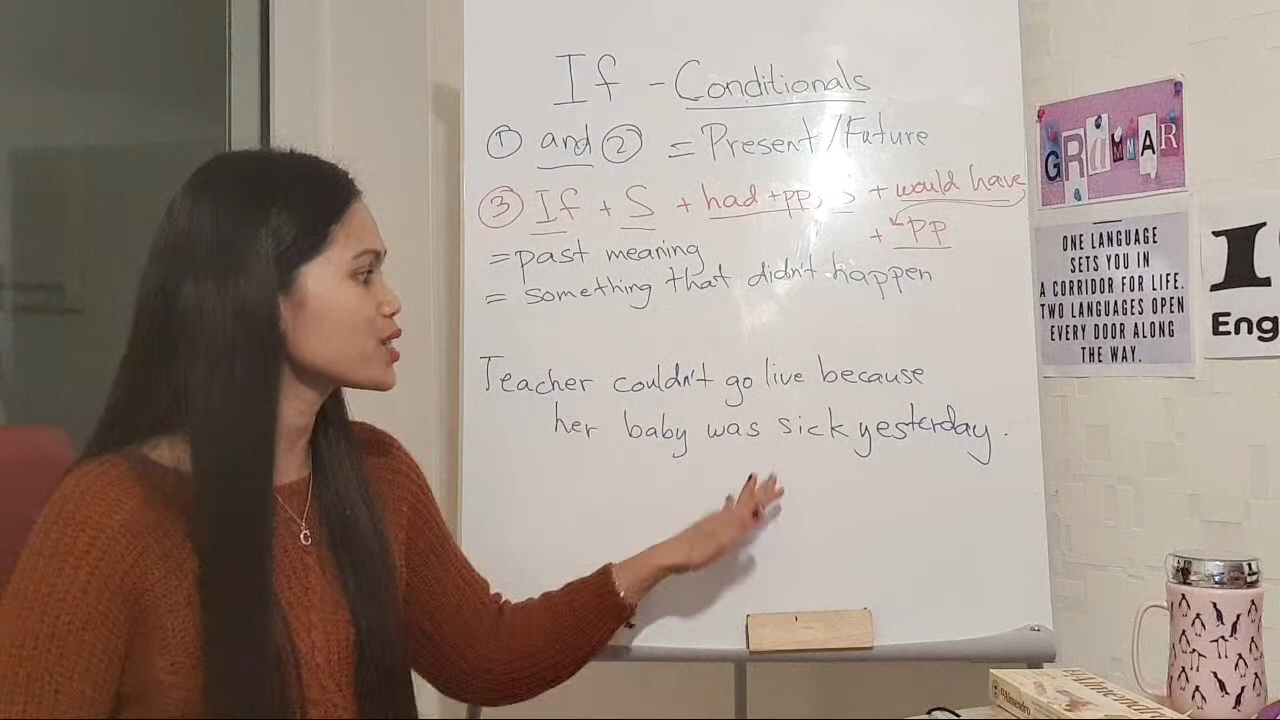 If - Conditionals
① and ② = Present/Future
③ If + S + had + pp, S + would have
+ pp
= past meaning
= something that didn't happen
Teacher couldn't go live because
her baby was sick yesterday.
GRAMMAR
ONE LANGUAGE
SETS YOU IN
A CORRIDOR FOR LIFE.
TWO LANGUAGES OPEN
EVERY DOOR ALONG
THE WAY.
I
Eng
C
elAlmendro